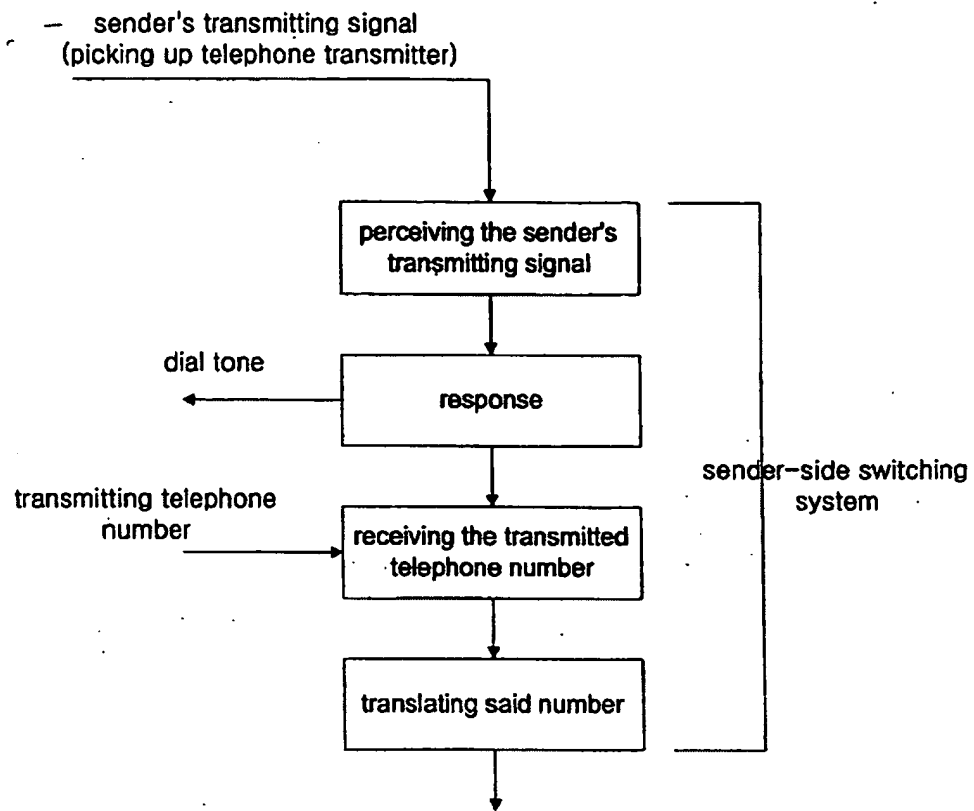 – sender's transmitting signal
(picking up telephone transmitter)
perceiving the sender's
transmitting signal
dial tone
response
sender-side switching
system
transmitting telephone
number
receiving the transmitted
telephone number
translating said number